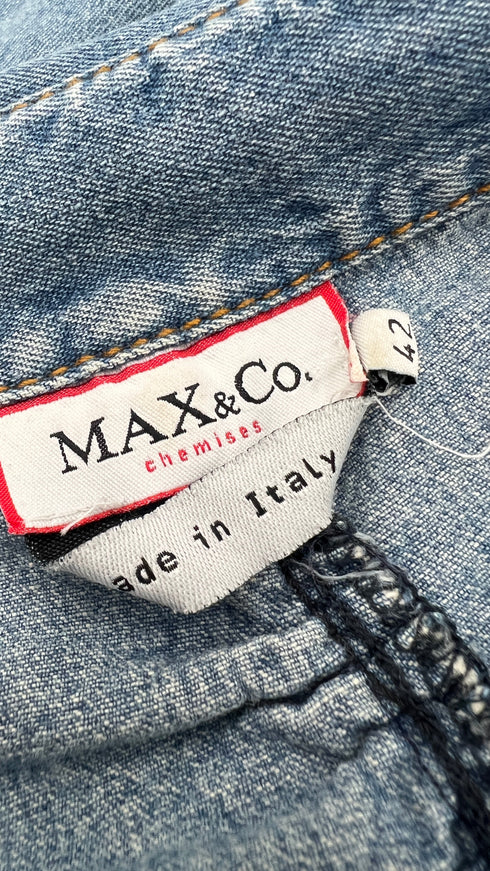 MAX&Co.
chemises
42
ade in Italy